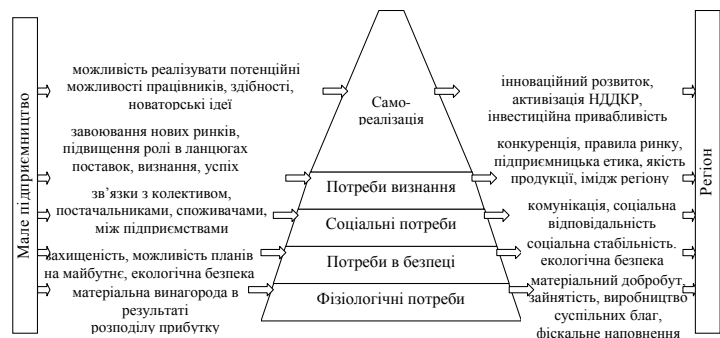 Мале підприємництво
можливість реалізувати потенційні
можливості працівників, здібності,
новаторські ідеї
завоювання нових ринків,
підвищення ролі в ланцюгах
поставок, визнання, успіх
зв’язки з колективом,
постачальниками, споживачами,
між підприємствами
захищеність, можливість планів
на майбутнє, екологічна безпека
матеріальна винагорода в
результаті
розподілу прибутку
Само-
реалізація
Потреби визнання
Соціальні потреби
Потреби в безпеці
Фізіологічні потреби
інноваційний розвиток,
активізація НДДКР,
інвестиційна привабливість
конкуренція, правила ринку,
підприємницька етика, якість
продукції, імідж регіону
комунікація, соціальна
відповідальність
соціальна стабільність.
екологічна безпека
матеріальний добробут,
зайнятість, виробництво
суспільних благ,
фіскальне наповнення
Регіон